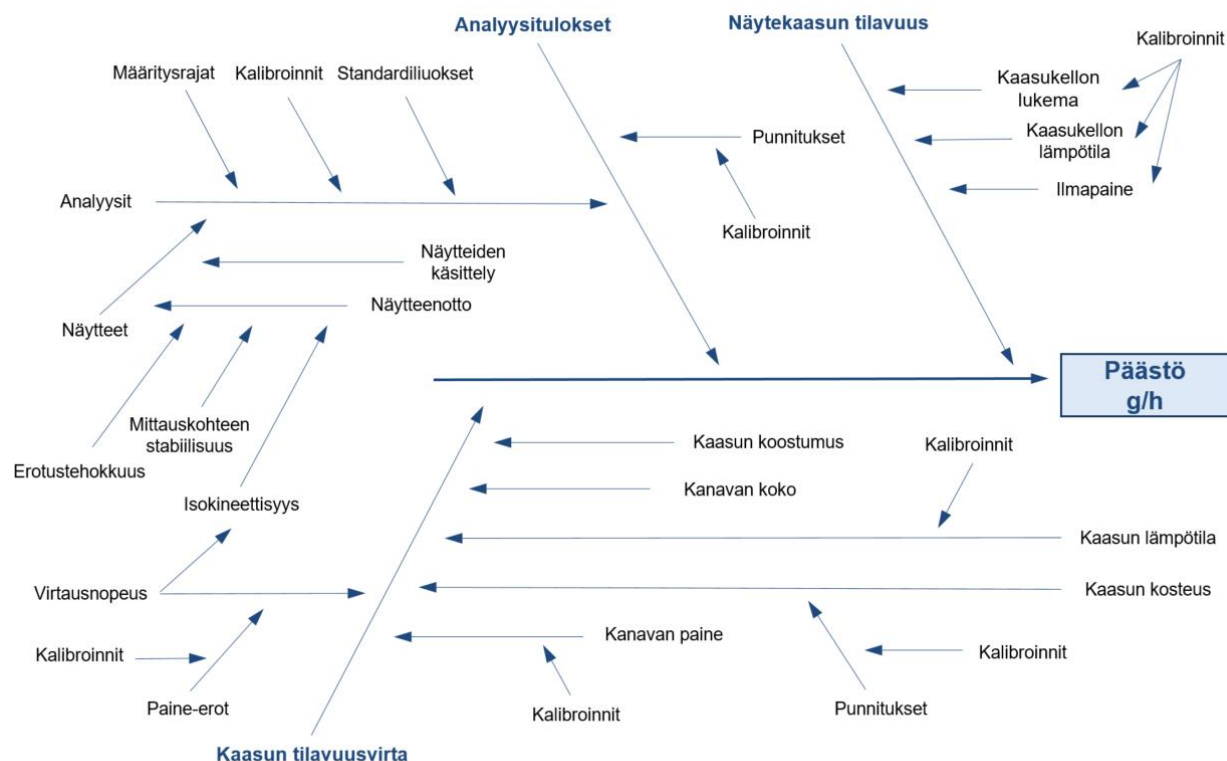 Analyysitulokset
Näytekaasun tilavuus
Kalibroinnit
Määritysrajat
Kalibroinnit
Standardiliuokset
Kaasukellon
lukema
Punnitukset
Kaasukellon
lämpötila
Ilmapaine
Analyysit
Kalibroinnit
Näytteiden
käsittely
Näytteenotto
Näytteet
Päästö
g/h
Mittauskohteen
stabiilisuus
Kaasun koostumus
Kalibroinnit
Erotustehokkuus
Kanavan koko
Isokineettisyys
Kaasun lämpötila
Virtausnopeus
Kaasun kosteus
Kanavan paine
Kalibroinnit
Kalibroinnit
Paine-erot
Kalibroinnit
Punnitukset
Kaasun tilavuusvirta